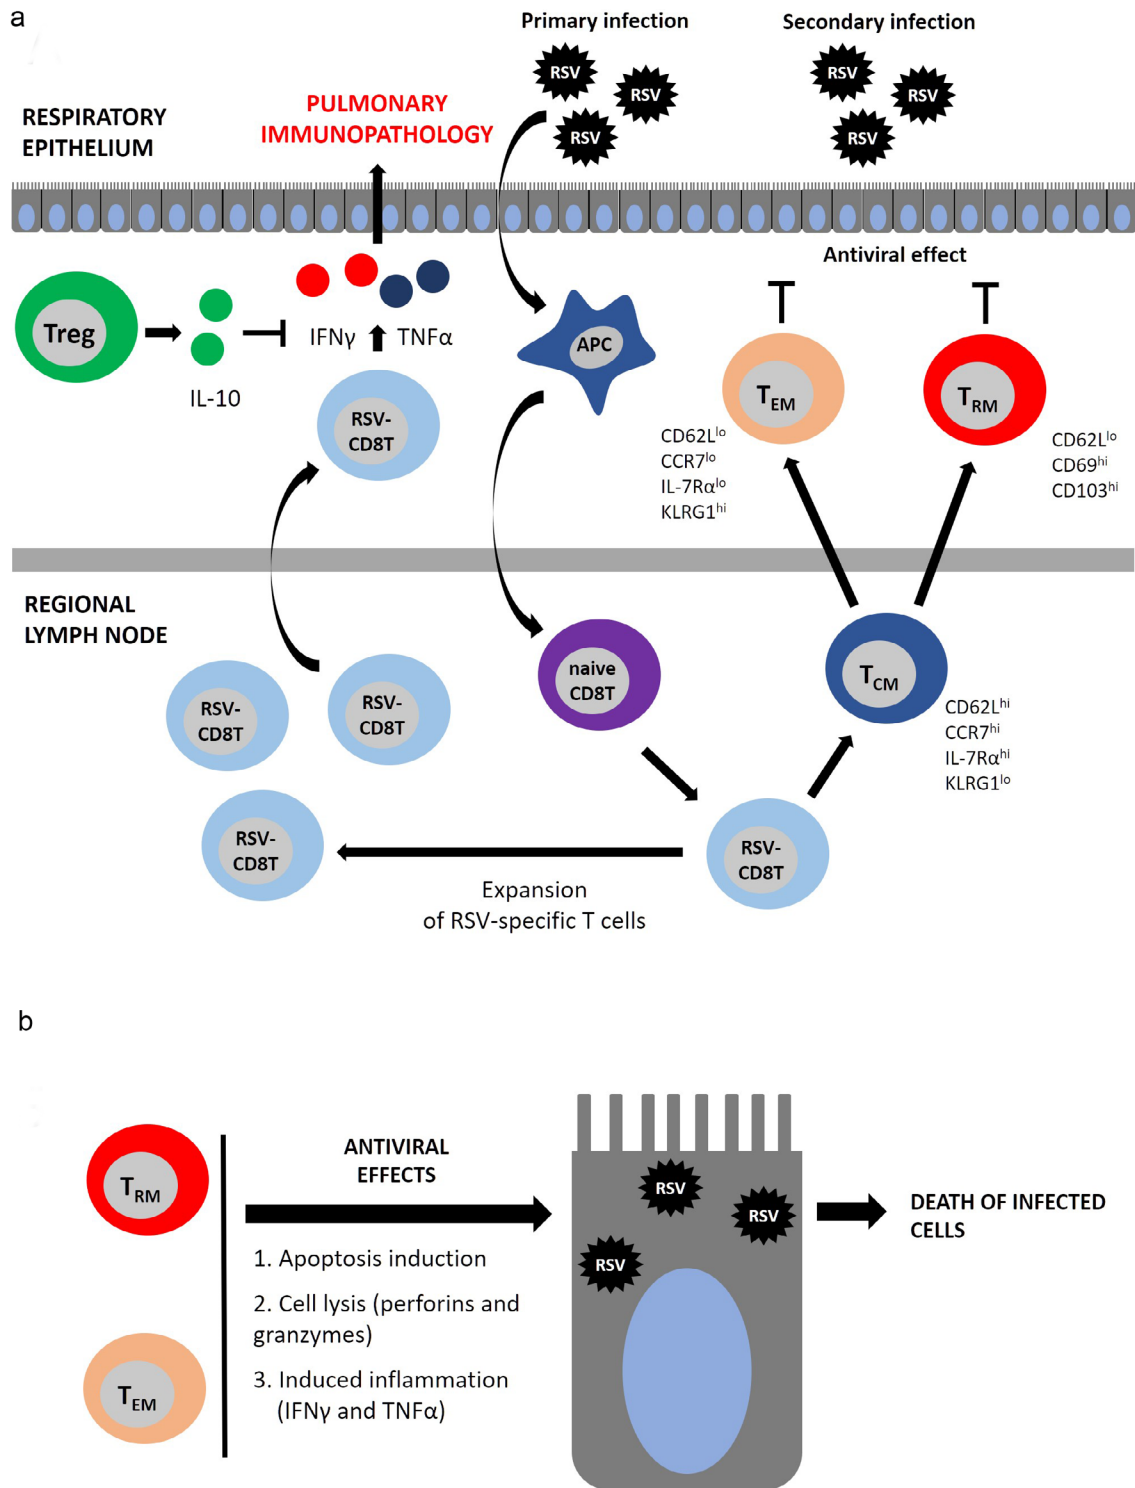 a
Primary infection
Secondary infection
RSV
RSV
RSV
RSV
RSV
RSV
RESPIRATORY
EPITHELIUM
PULMONARY
IMMUNOPATHOLOGY
Antiviral effect
Treg
IL-10
IFNγ
TNFα
RSV-
CD8T
APC
TEM
CD62Llo
CCR7lo
IL-7Rαlo
KLRG1hi
TRM
CD62Llo
CD69hi
CD103hi
REGIONAL
LYMPH NODE
RSV-
CD8T
RSV-
CD8T
RSV-
CD8T
naive
CD8T
TCM
CD62Lhi
CCR7hi
IL-7Rαhi
KLRG1lo
RSV-
CD8T
Expansion
of RSV-specific T cells
b
TRM
TEM
ANTIVIRAL
EFFECTS
1. Apoptosis induction
2. Cell lysis (perforins and
granzymes)
3. Induced inflammation
(IFNγ and TNFα)
RSV
RSV
RSV
DEATH OF INFECTED
CELLS